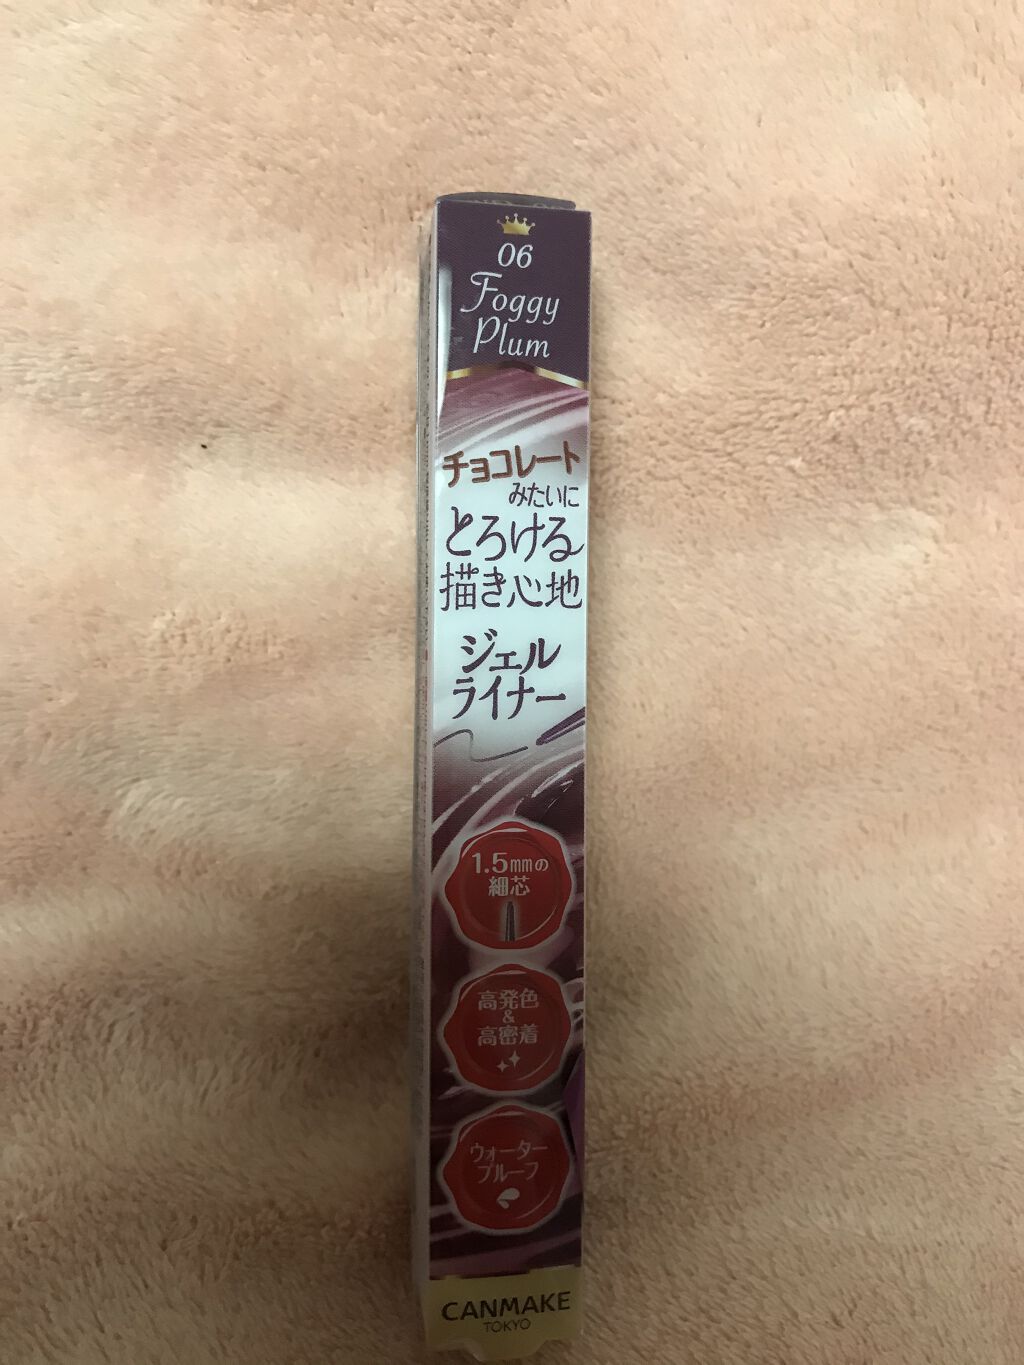 06
Foggy
Plum
チョコレート
みたいに
とろける
描き心地
ジェル
ライナー
1.5mmの
細芯
高発色
&
高密着
ウォーター
プルーフ
CANMAKE
TOKYO